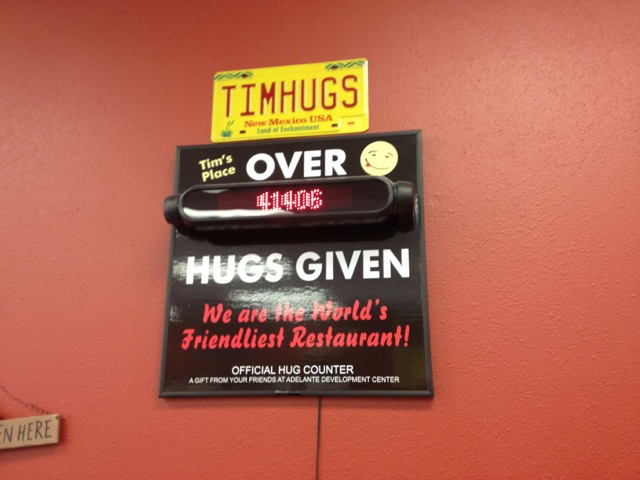 TIMHUGS
New Mexico USA
Land of Enchantment
Tim's
Place
OVER
41406
HUGS GIVEN
We are the World's
Friendliest Restaurant!
OFFICIAL HUG COUNTER
A GIFT FROM YOUR FRIENDS AT ADELANTE DEVELOPMENT CENTER
EN HERE